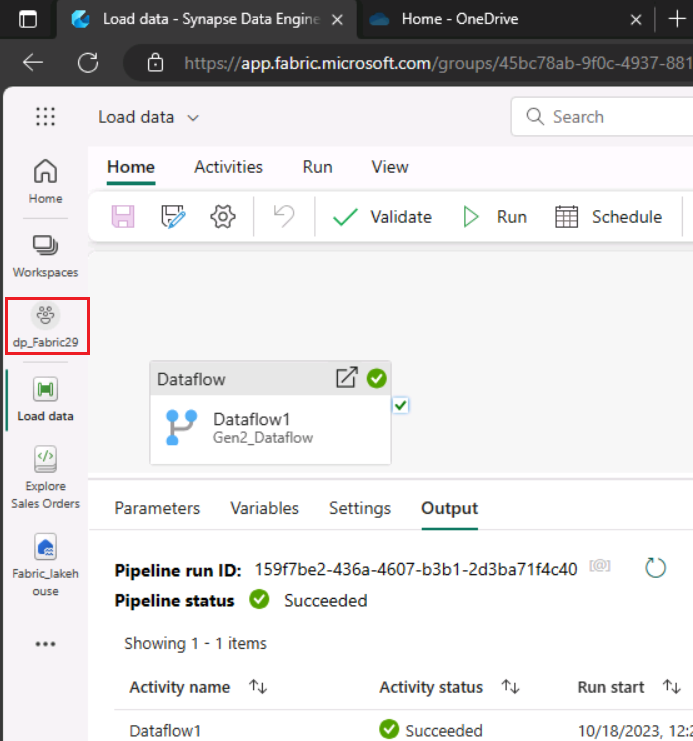 Load data - Synapse Data Engine
Home - OneDrive
https://app.fabric.microsoft.com/groups/45bc78ab-9f0c-4937-881
Load data
Search
Home
Home Activities Run View
Validate Run Schedule
Workspaces
dp_Fabric29
Load data
Explore
Sales Orders
Fabric_lakeh
ouse
Dataflow
Dataflow1
Gen2_Dataflow
Parameters Variables Settings Output
Pipeline run ID: 159f7be2-436a-4607-b3b1-2d3ba71f4c40 [@]
Pipeline status Succeeded
Showing 1 - 1 items
Activity name Activity status Run start
Dataflow1 Succeeded 10/18/2023, 12:2